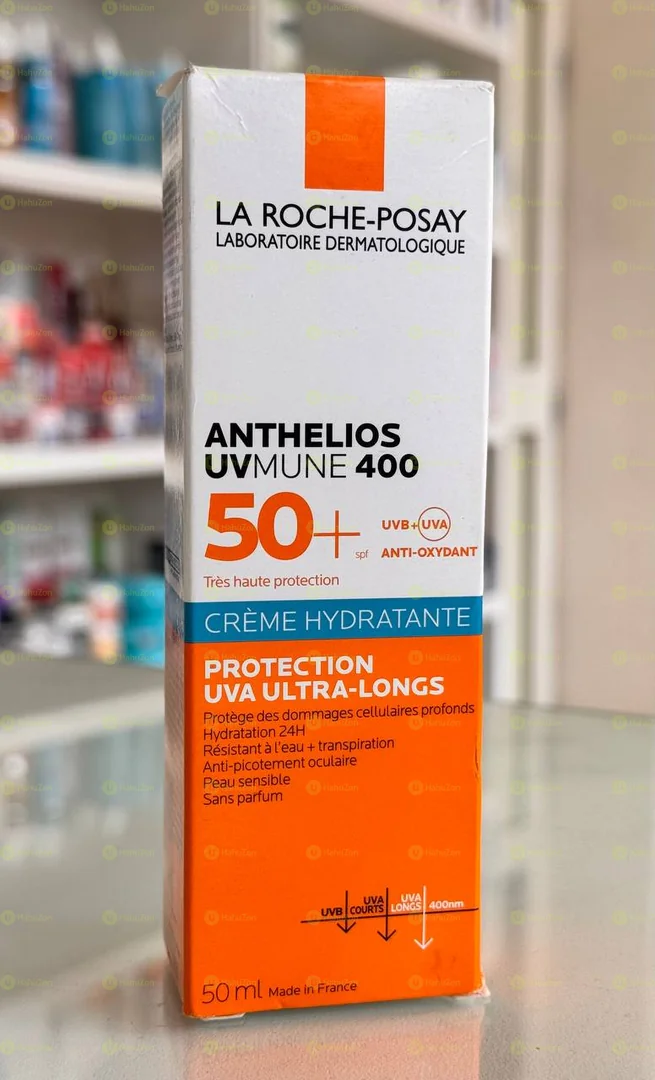 LA ROCHE-POSAY
LABORATOIRE DERMATOLOGIQUE
ANTHELIOS
UVMUNE 400
50+ spf
UVB+UVA
ANTI-OXYDANT
Très haute protection
CRÈME HYDRATANTE
PROTECTION
UVA ULTRA-LONGS
Protège des dommages cellulaires profonds
Hydratation 24H
Résistant à l'eau + transpiration
Anti-picotement oculaire
Peau sensible
Sans parfum
UVB
UVA COURTS
UVA LONGS
400nm
50 ml Made in France
HahuZon